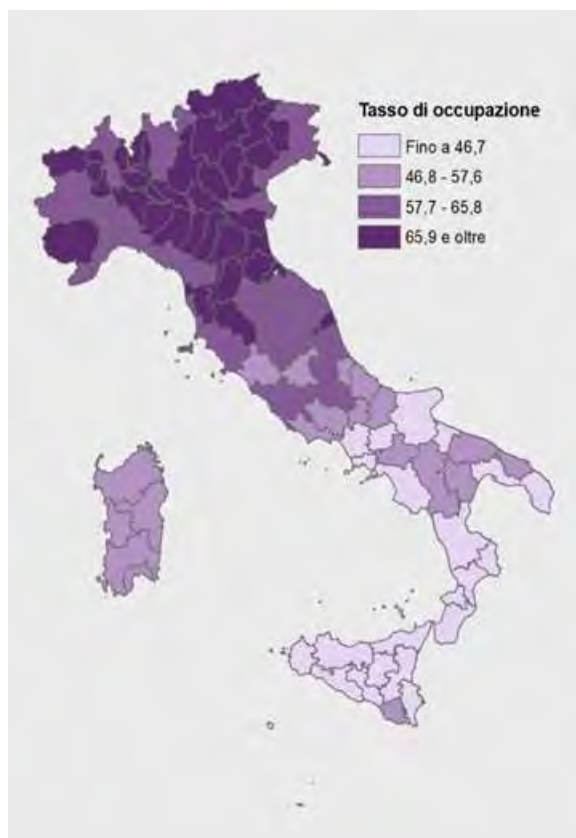 Tasso di occupazione
Fino a 46,7
46,8 - 57,6
57,7 - 65,8
65,9 e oltre